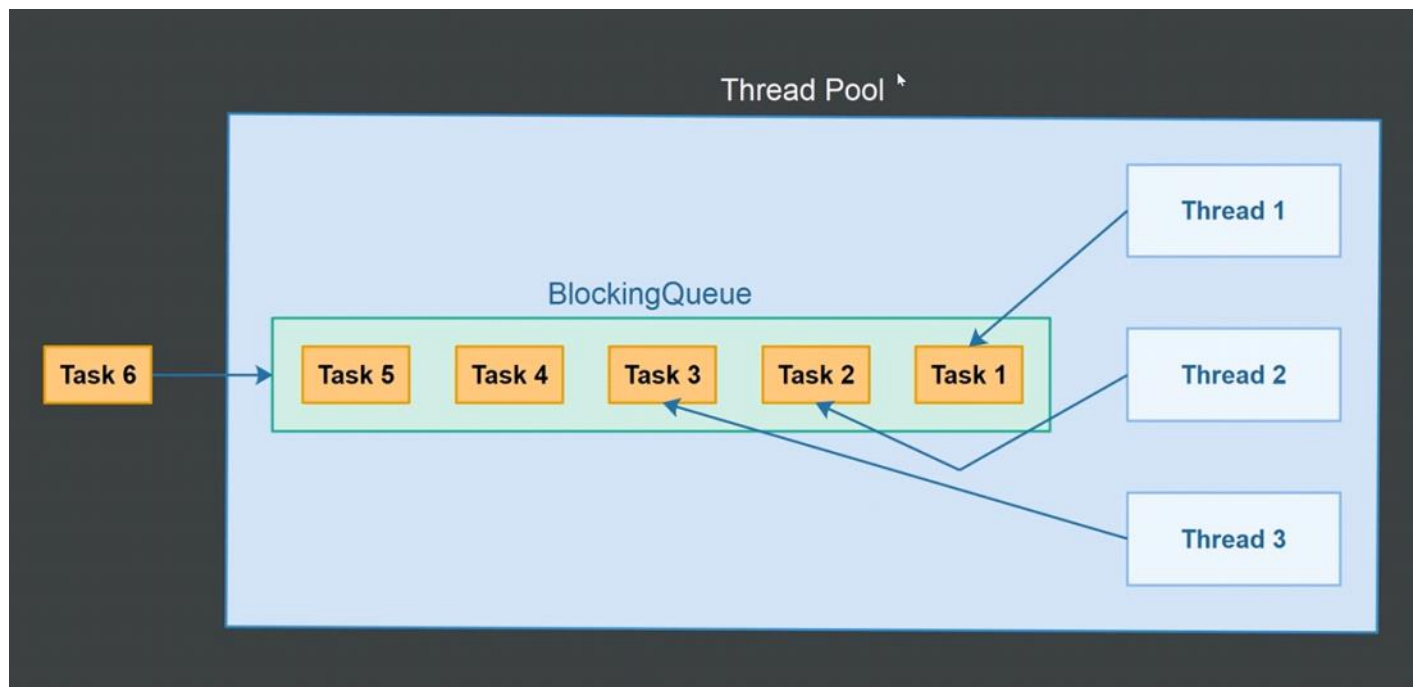 Thread Pool
Thread 1
BlockingQueue
Task 6
Task 5
Task 4
Task 3
Task 2
Task 1
Thread 2
Thread 3